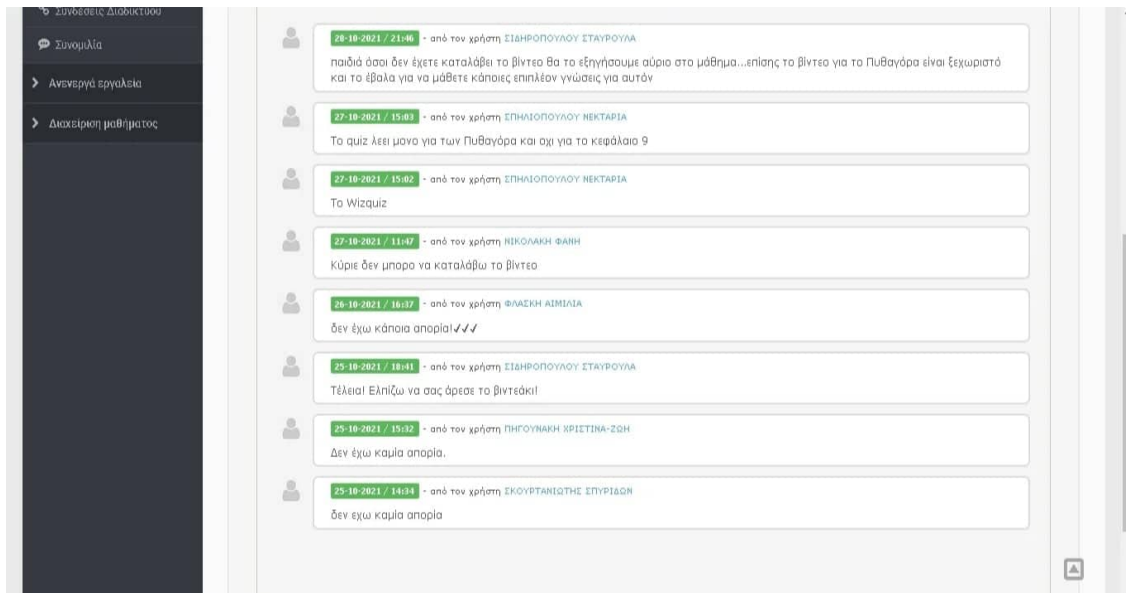 Συνδέσεις Διαδικτύου
Συνομιλία
Ανενεργά εργαλεία
Διαχείριση μαθήματος
28-10-2021 / 21:46 - από τον χρήστη ΣΙΔΗΡΟΠΟΥΛΟΥ ΣΤΑΥΡΟΥΛΑ
παιδιά όσοι δεν έχετε καταλάβει το βίντεο θα το εξηγήσουμε αύριο στο μάθημα...επίσης το βίντεο για το Πυθαγόρα είναι ξεχωριστό
και το έβαλα για να μάθετε κάποιες επιπλέον γνώσεις για αυτόν
27-10-2021 / 15:03 - από τον χρήστη ΣΠΗΛΙΟΠΟΥΛΟΥ ΝΕΚΤΑΡΙΑ
Το quiz λεει μονο για των Πυθαγόρα και οχι για το κεφάλαιο 9
27-10-2021 / 15:02 - από τον χρήστη ΣΠΗΛΙΟΠΟΥΛΟΥ ΝΕΚΤΑΡΙΑ
Το Wizquiz
27-10-2021 / 11:47 - από τον χρήστη ΝΙΚΟΛΑΚΗ ΦΑΝΗ
Κύριε δεν μπορο να καταλάβω το βίντεο
26-10-2021 / 16:37 - από τον χρήστη ΦΛΑΣΚΗ ΑΙΜΙΛΙΑ
δεν έχω κάποια απορία!✓✓✓
25-10-2021 / 18:41 - από τον χρήστη ΣΙΔΗΡΟΠΟΥΛΟΥ ΣΤΑΥΡΟΥΛΑ
Τέλεια! Ελπίζω να σας άρεσε το βιντεάκι!
25-10-2021 / 15:32 - από τον χρήστη ΠΗΓΟΥΝΑΚΗ ΧΡΙΣΤΙΝΑ-ΖΩΗ
Δεν έχω καμία απορία.
25-10-2021 / 14:34 - από τον χρήστη ΣΚΟΥΡΤΑΝΙΩΤΗΣ ΣΠΥΡΙΔΩΝ
δεν εχω καμία απορία